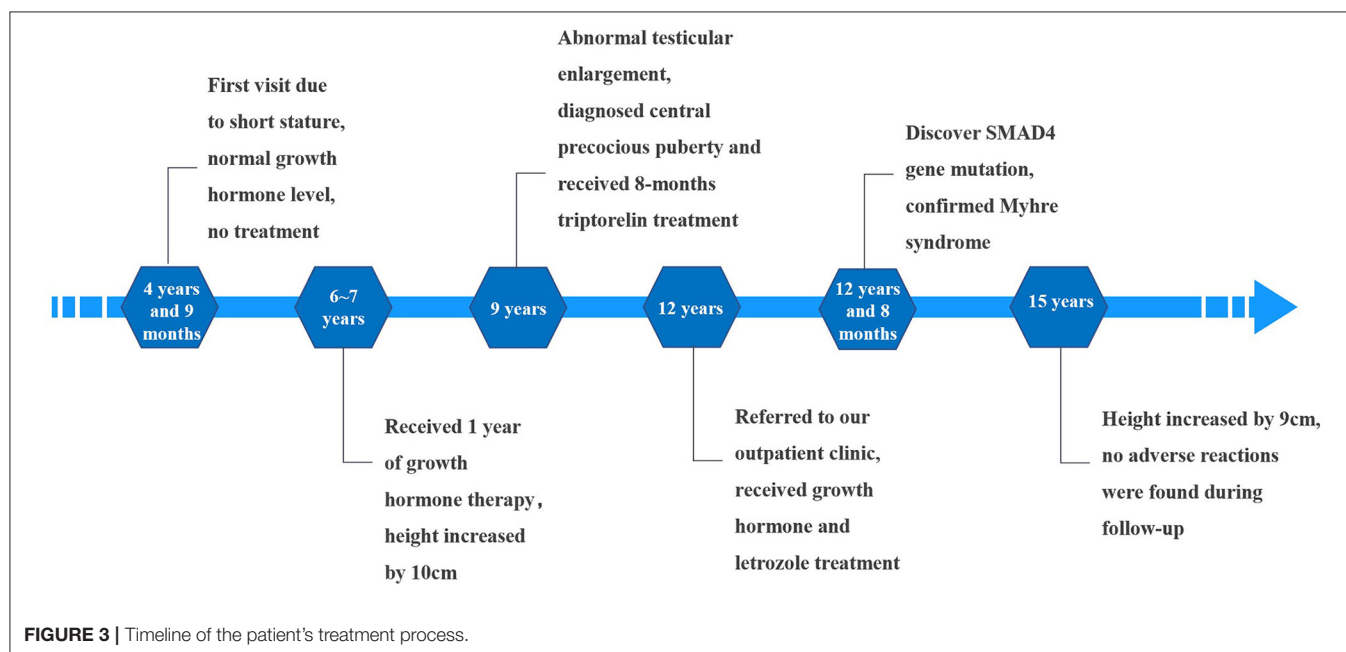 First visit due
to short stature,
normal growth
hormone level,
no treatment
4 years
and 9
months
6~7
years
Received 1 year
of growth
hormone therapy,
height increased
by 10cm
Abnormal testicular
enlargement,
diagnosed central
precocious puberty and
received 8-months
triptorelin treatment
9 years
12 years
Referred to our
outpatient clinic,
received growth
hormone and
letrozole treatment
Discover SMAD4
gene mutation,
confirmed Myhre
syndrome
12 years
and 8
months
15 years
Height increased by 9cm,
no adverse reactions
were found during
follow-up
FIGURE 3 | Timeline of the patient's treatment process.